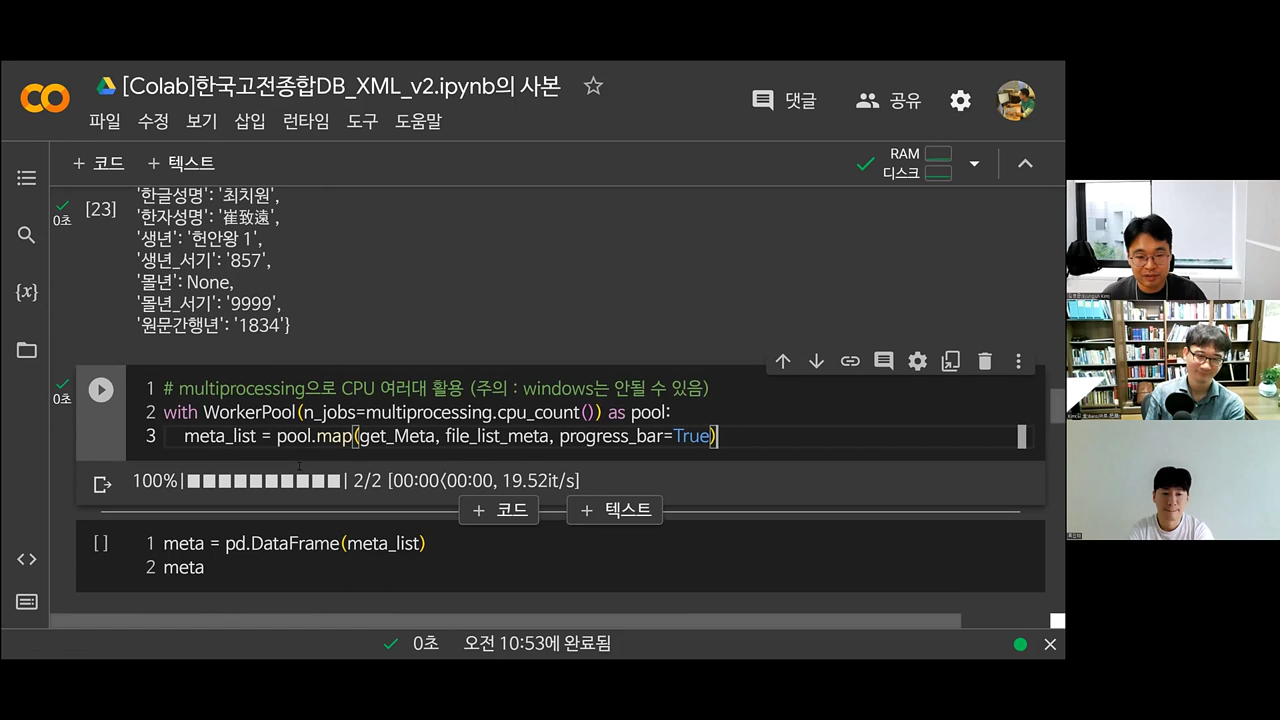 [Colab]한국고전종합DB_XML_v2.ipynb의 사본
댓글
공유
파일 수정 보기 삽입 런타임 도구 도움말
+ 코드 + 텍스트
RAM
디스크
0초
[23]
'한글성명': '최치원',
'한자성명': '崔致遠',
'생년': '헌안왕 1',
'생년_서기': '857',
'몰년': None,
'몰년_서기': '9999',
'원문간행년': '1834'}
0초
1 # multiprocessing으로 CPU 여러대 활용 (주의 : windows는 안될 수 있음)
2 with WorkerPool(n_jobs=multiprocessing.cpu_count()) as pool:
3 meta_list = pool.map(get_Meta, file_list_meta, progress_bar=True)
100%|■■■■■■■■■■| 2/2 [00:00<00:00, 19.52it/s]
+ 코드 + 텍스트
[ ]
1 meta = pd.DataFrame(meta_list)
2 meta
0초 오전 10:53에 완료됨